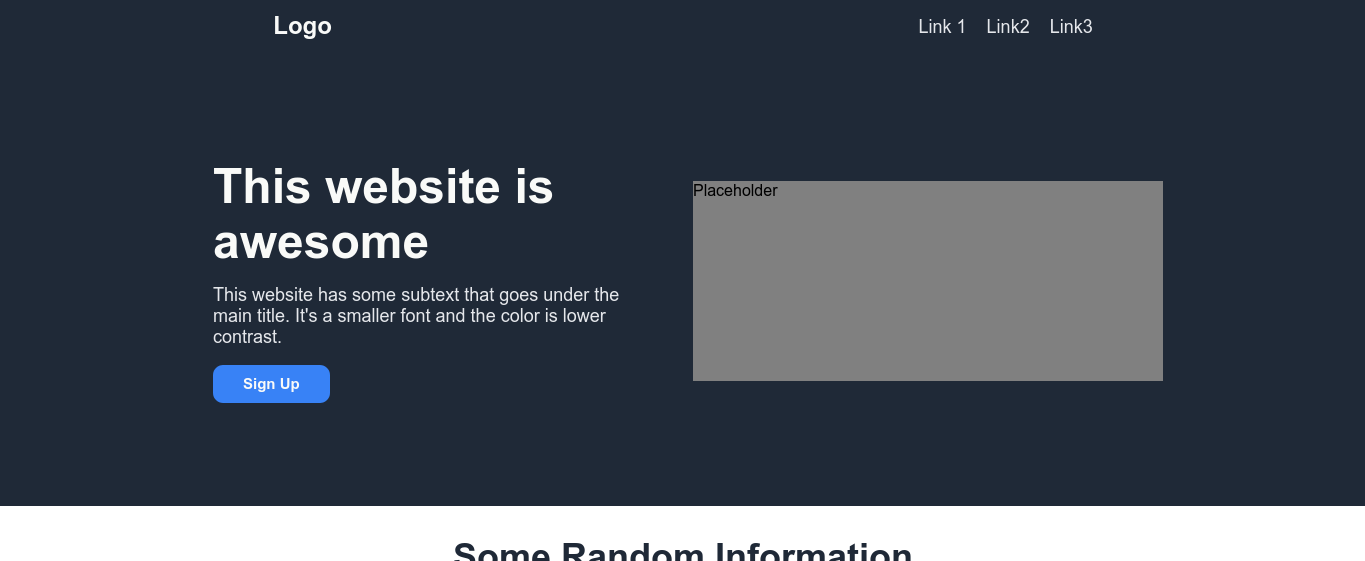 Logo
Link 1 Link2 Link3
This website is
awesome
This website has some subtext that goes under the
main title. It's a smaller font and the color is lower
contrast.
Sign Up
Placeholder
Some Random Information